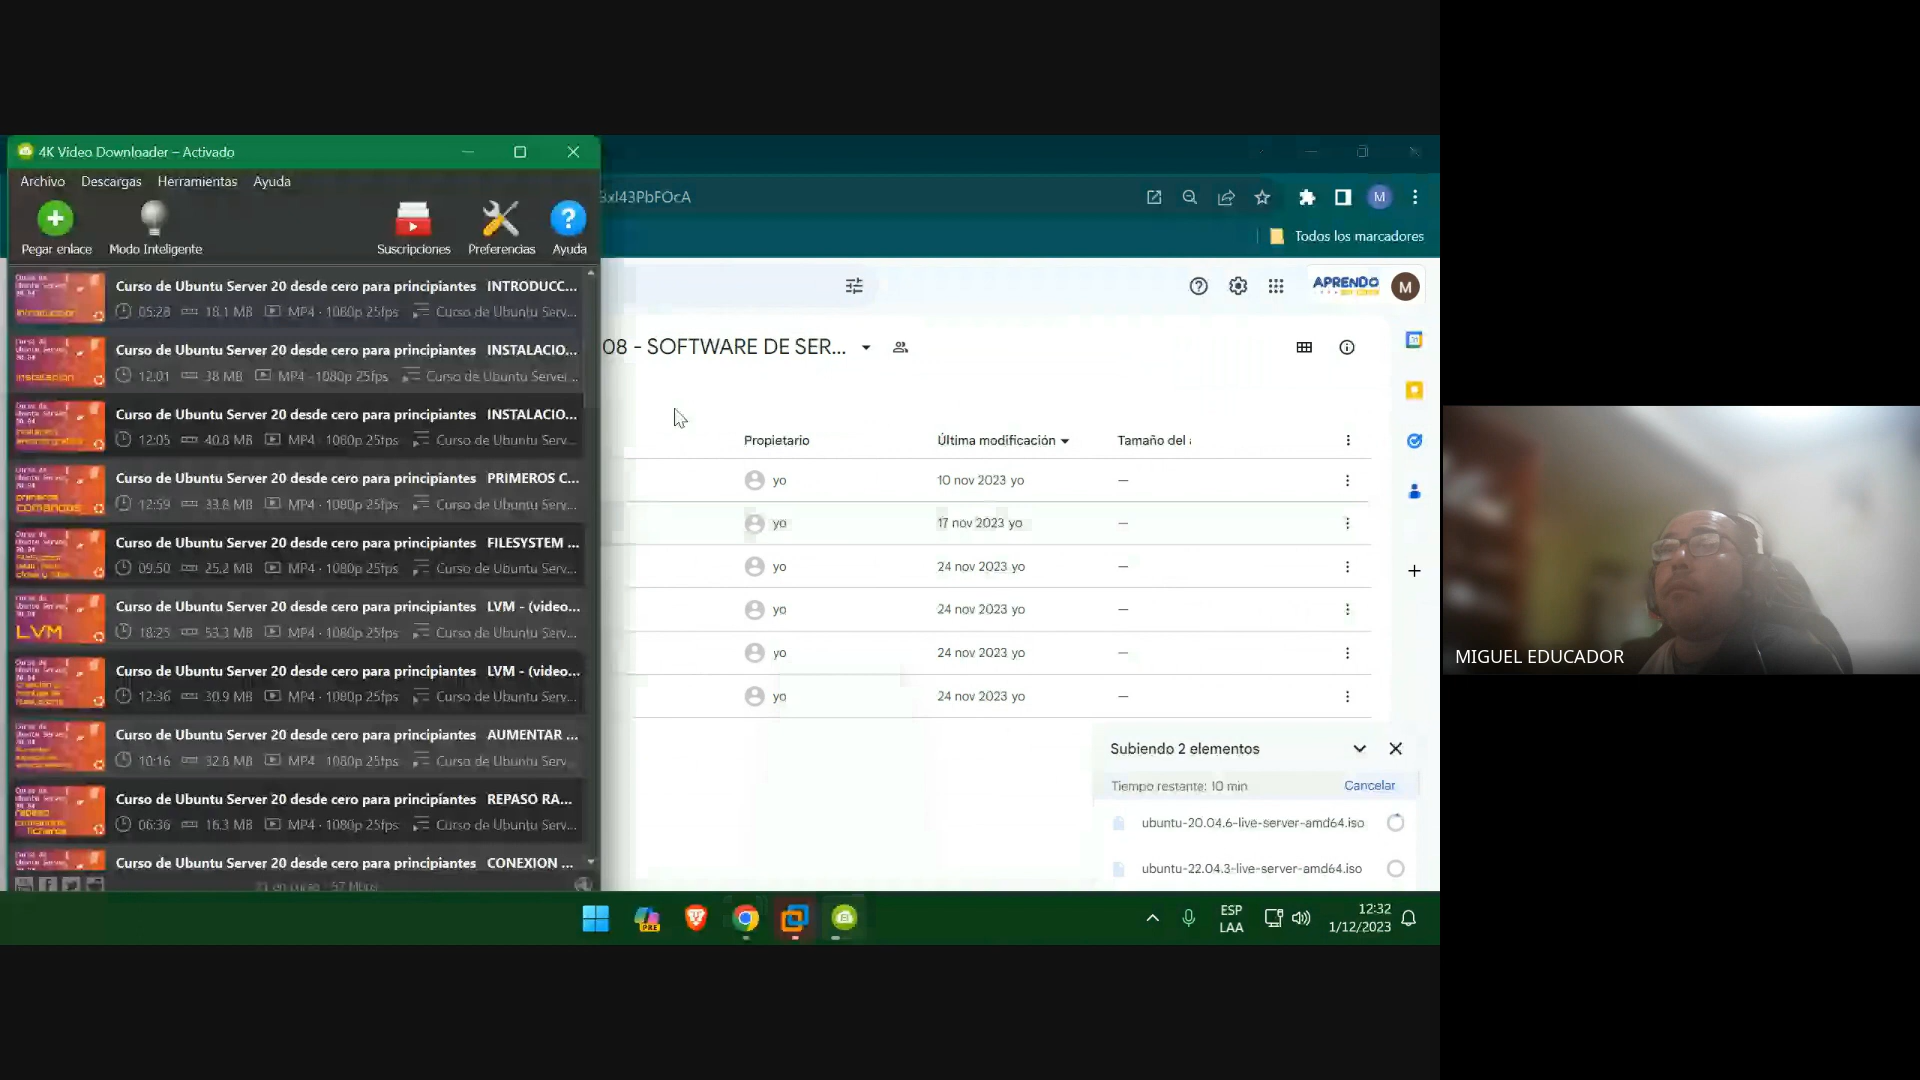 4K Video Downloader – Activado
Archivo Descargas Herramientas Ayuda
Pegar enlace Modo Inteligente Suscripciones Preferencias Ayuda
Curso de Ubuntu Server 20 desde cero para principiantes INTRODUCC...
05:28 18.1 MB MP4 · 1080p 25fps Curso de Ubuntu Serv...
Curso de Ubuntu Server 20 desde cero para principiantes INSTALACIO...
12:01 38 MB MP4 · 1080p 25fps Curso de Ubuntu Server...
Curso de Ubuntu Server 20 desde cero para principiantes INSTALACIO...
12:05 40.8 MB MP4 · 1080p 25fps Curso de Ubuntu Serv...
Curso de Ubuntu Server 20 desde cero para principiantes PRIMEROS C...
12:59 33.8 MB MP4 · 1080p 25fps Curso de Ubuntu Serv...
Curso de Ubuntu Server 20 desde cero para principiantes FILESYSTEM ...
09:50 25.2 MB MP4 · 1080p 25fps Curso de Ubuntu Serv...
LVM
Curso de Ubuntu Server 20 desde cero para principiantes LVM - (video...
18:25 53.3 MB MP4 · 1080p 25fps Curso de Ubuntu Serv...
Curso de Ubuntu Server 20 desde cero para principiantes LVM - (video...
12:36 30.9 MB MP4 · 1080p 25fps Curso de Ubuntu Serv...
Curso de Ubuntu Server 20 desde cero para principiantes AUMENTAR ...
10:16 32.8 MB MP4 · 1080p 25fps Curso de Ubuntu Serv...
Curso de Ubuntu Server 20 desde cero para principiantes REPASO RA...
06:36 16.3 MB MP4 · 1080p 25fps Curso de Ubuntu Serv...
Curso de Ubuntu Server 20 desde cero para principiantes CONEXION ...
3xI43PbFOcA
M
Todos los marcadores
APRENDO
M
08 - SOFTWARE DE SER...
Propietario Última modificación Tamaño del
yo 10 nov 2023 yo —
yo 17 nov 2023 yo —
yo 24 nov 2023 yo —
yo 24 nov 2023 yo —
yo 24 nov 2023 yo —
yo 24 nov 2023 yo —
Subiendo 2 elementos
Tiempo restante: 10 min Cancelar
ubuntu-20.04.6-live-server-amd64.iso
ubuntu-22.04.3-live-server-amd64.iso
PRE
ESP
LAA
12:32
1/12/2023
MIGUEL EDUCADOR